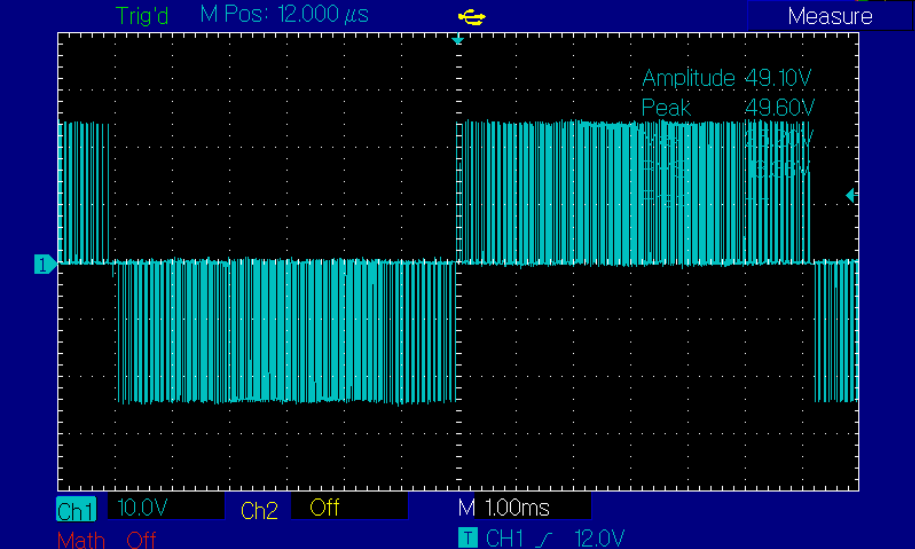 Trig'd M Pos: 12.000 μs Measure
Amplitude 49.10V
Peak 49.60V
1
Ch1 10.0V Ch2 Off M 1.00ms
Math Off T CH1 12.0V